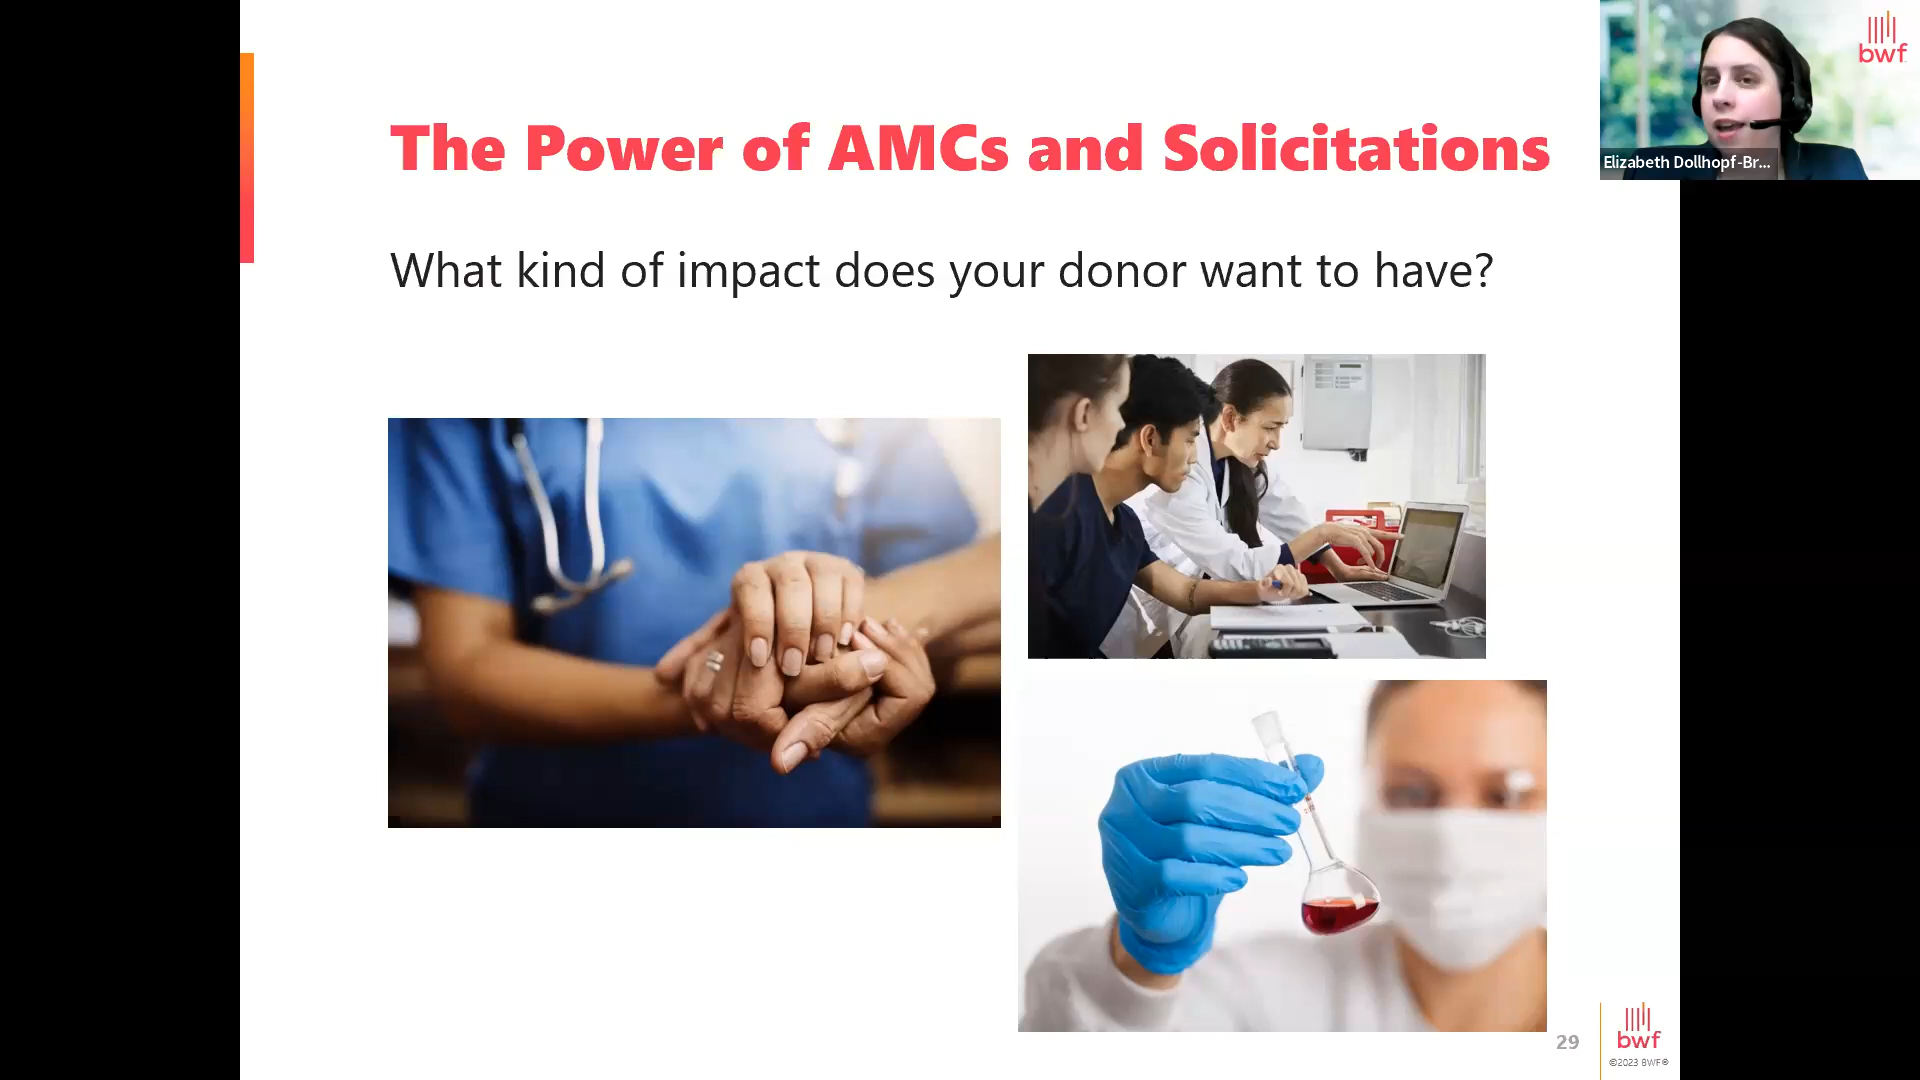 bwf
Elizabeth Dollhopf-Br...
The Power of AMCs and Solicitations
What kind of impact does your donor want to have?
29
bwf
©2023 BWF®